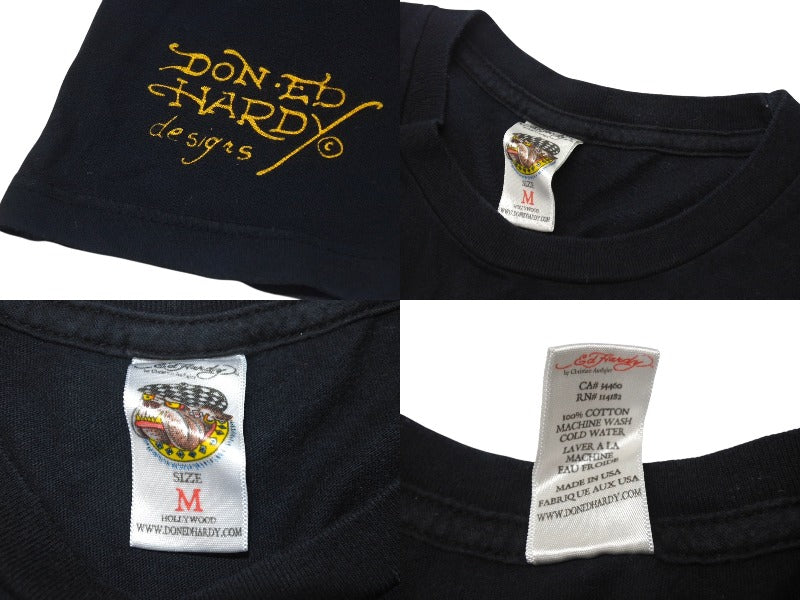 DON·ED
HARDY ©
designs
SIZE
M
HOLLYWOOD
WWW.DONEDHARDY.COM
Ed Hardy
SIZE
M
HOLLYWOOD
WWW.DONEDHARDY.COM
Ed Hardy
by Christian Audigier
CA# 34460
RN# 114182
100% COTTON
MACHINE WASH
COLD WATER
LAVER A LA
MACHINE
EAU FROIDE
MADE IN USA
FABRIQUE AUX USA
WWW.DONEDHARDY.COM